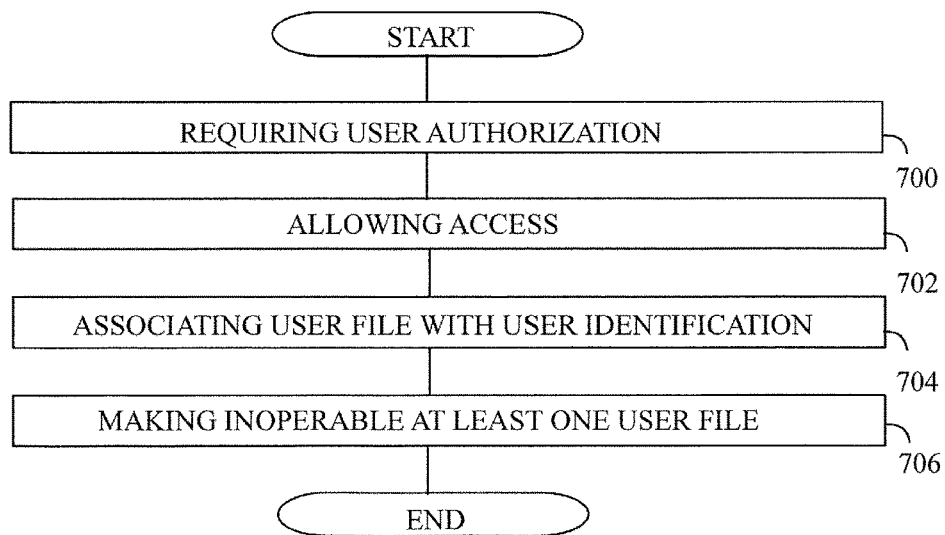 START
REQUIRING USER AUTHORIZATION
700
ALLOWING ACCESS
702
ASSOCIATING USER FILE WITH USER IDENTIFICATION
704
MAKING INOPERABLE AT LEAST ONE USER FILE
706
END